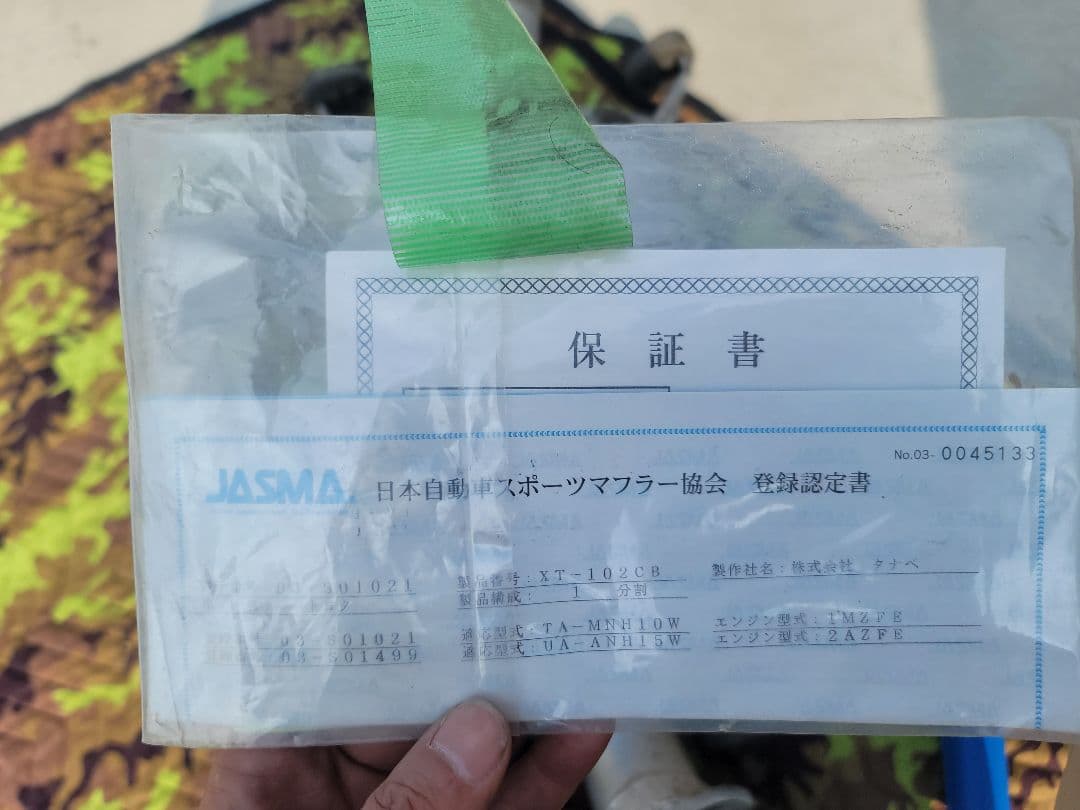 保証書
No.03-0045133
JASMA. 日本自動車スポーツマフラー協会 登録認定書
03-S01021 製品番号:XT-102CB 製作社名:株式会社 タナベ
製品構成: 1 分割
03-S01021 適応型式:TA-MNH10W エンジン型式:1MZFE
03-S01499 適応型式:UA-ANH15W エンジン型式:2AZFE